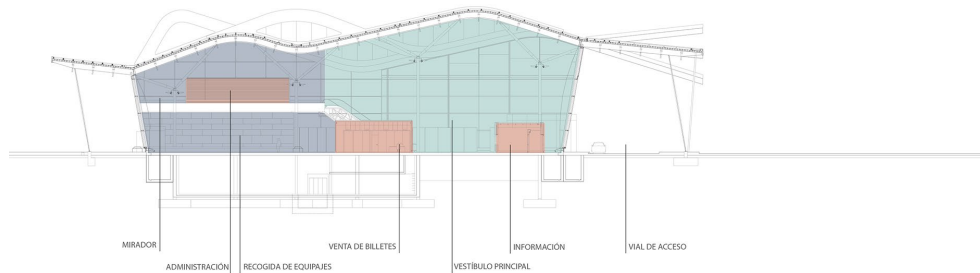 MIRADOR
VENTA DE BILLETES
INFORMACIÓN
VIAL DE ACCESO
ADMINISTRACIÓN
RECOGIDA DE EQUIPAJES
VESTÍBULO PRINCIPAL